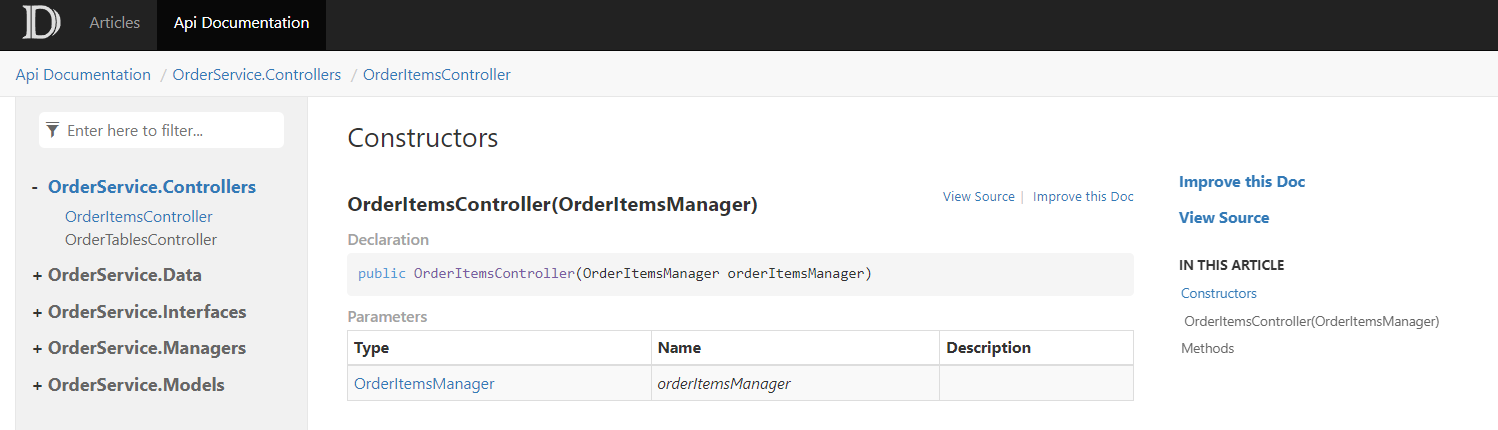 Articles Api Documentation
Api Documentation / OrderService.Controllers / OrderItemsController
Enter here to filter...
- OrderService.Controllers
OrderItemsController
OrderTablesController
+ OrderService.Data
+ OrderService.Interfaces
+ OrderService.Managers
+ OrderService.Models
Constructors
OrderItemsController(OrderItemsManager)
View Source | Improve this Doc
Declaration
public OrderItemsController(OrderItemsManager orderItemsManager)
Parameters
Type Name Description
OrderItemsManager orderItemsManager
Improve this Doc
View Source
IN THIS ARTICLE
Constructors
OrderItemsController(OrderItemsManager)
Methods